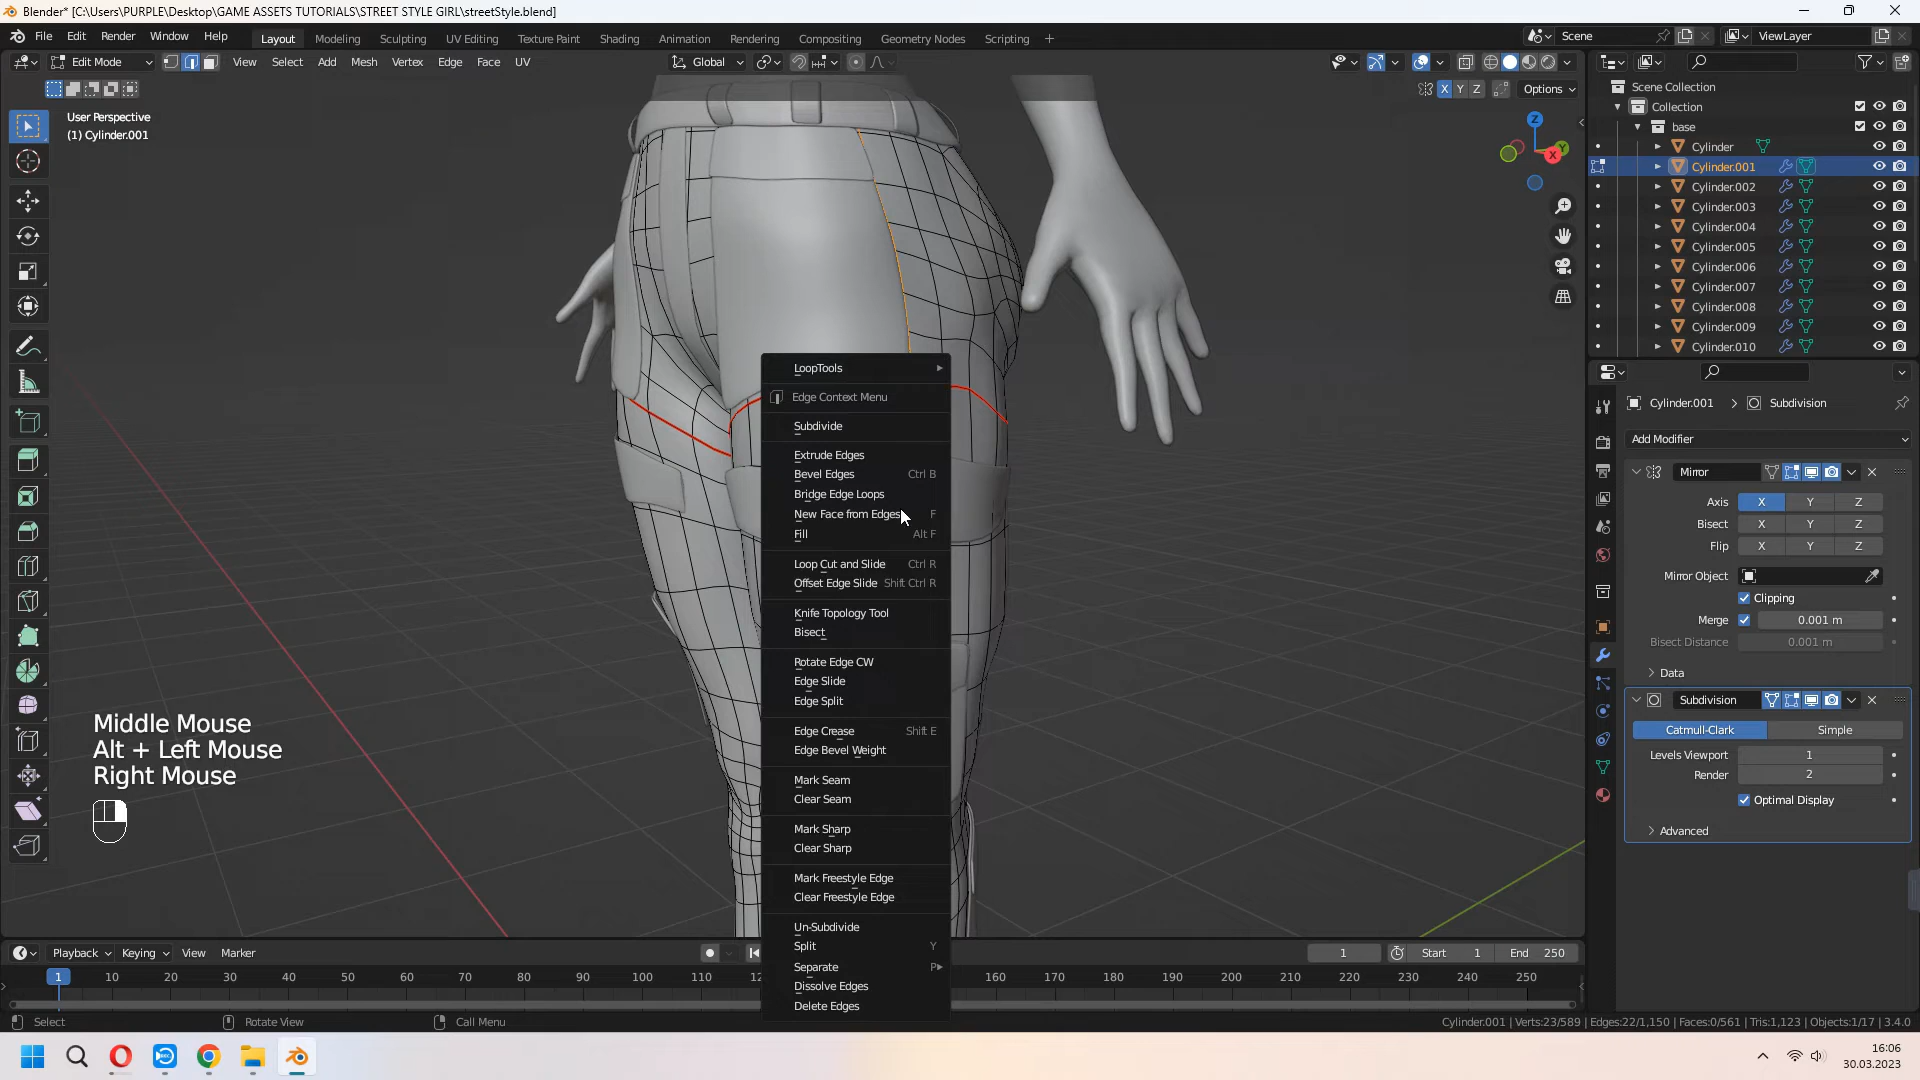 Blender* [C:\Users\PURPLE\Desktop\GAME ASSETS TUTORIALS\STREET STYLE GIRL\streetStyle.blend]
File Edit Render Window Help Layout Modeling Sculpting UV Editing Texture Paint Shading Animation Rendering Compositing Geometry Nodes Scripting + Scene ViewLayer
Edit Mode View Select Add Mesh Vertex Edge Face UV Global
X Y Z Options
User Perspective
(1) Cylinder.001
Z
Y
X
Scene Collection
Collection
base
Cylinder
Cylinder.001
Cylinder.002
Cylinder.003
Cylinder.004
Cylinder.005
Cylinder.006
Cylinder.007
Cylinder.008
Cylinder.009
Cylinder.010
Cylinder.001 > Subdivision
Add Modifier
Mirror
Axis X Y Z
Bisect X Y Z
Flip X Y Z
Mirror Object
Clipping
Merge 0.001 m
Bisect Distance 0.001 m
Data
Subdivision
Catmull-Clark Simple
Levels Viewport 1
Render 2
Optimal Display
Advanced
LoopTools
Edge Context Menu
Subdivide
Extrude Edges
Bevel Edges Ctrl B
Bridge Edge Loops
New Face from Edges F
Fill Alt F
Loop Cut and Slide Ctrl R
Offset Edge Slide Shift Ctrl R
Knife Topology Tool
Bisect
Rotate Edge CW
Edge Slide
Edge Split
Edge Crease Shift E
Edge Bevel Weight
Mark Seam
Clear Seam
Mark Sharp
Clear Sharp
Mark Freestyle Edge
Clear Freestyle Edge
Un-Subdivide
Split Y
Separate P
Dissolve Edges
Delete Edges
Middle Mouse
Alt + Left Mouse
Right Mouse
Playback Keying View Marker 1 Start 1 End 250
1 10 20 30 40 50 60 70 80 90 100 110 160 170 180 190 200 210 220 230 240 250
Select Rotate View Call Menu Cylinder.001 | Verts:23/589 | Edges:22/1,150 | Faces:0/561 | Tris:1,123 | Objects:1/17 | 3.4.0
16:06
30.03.2023